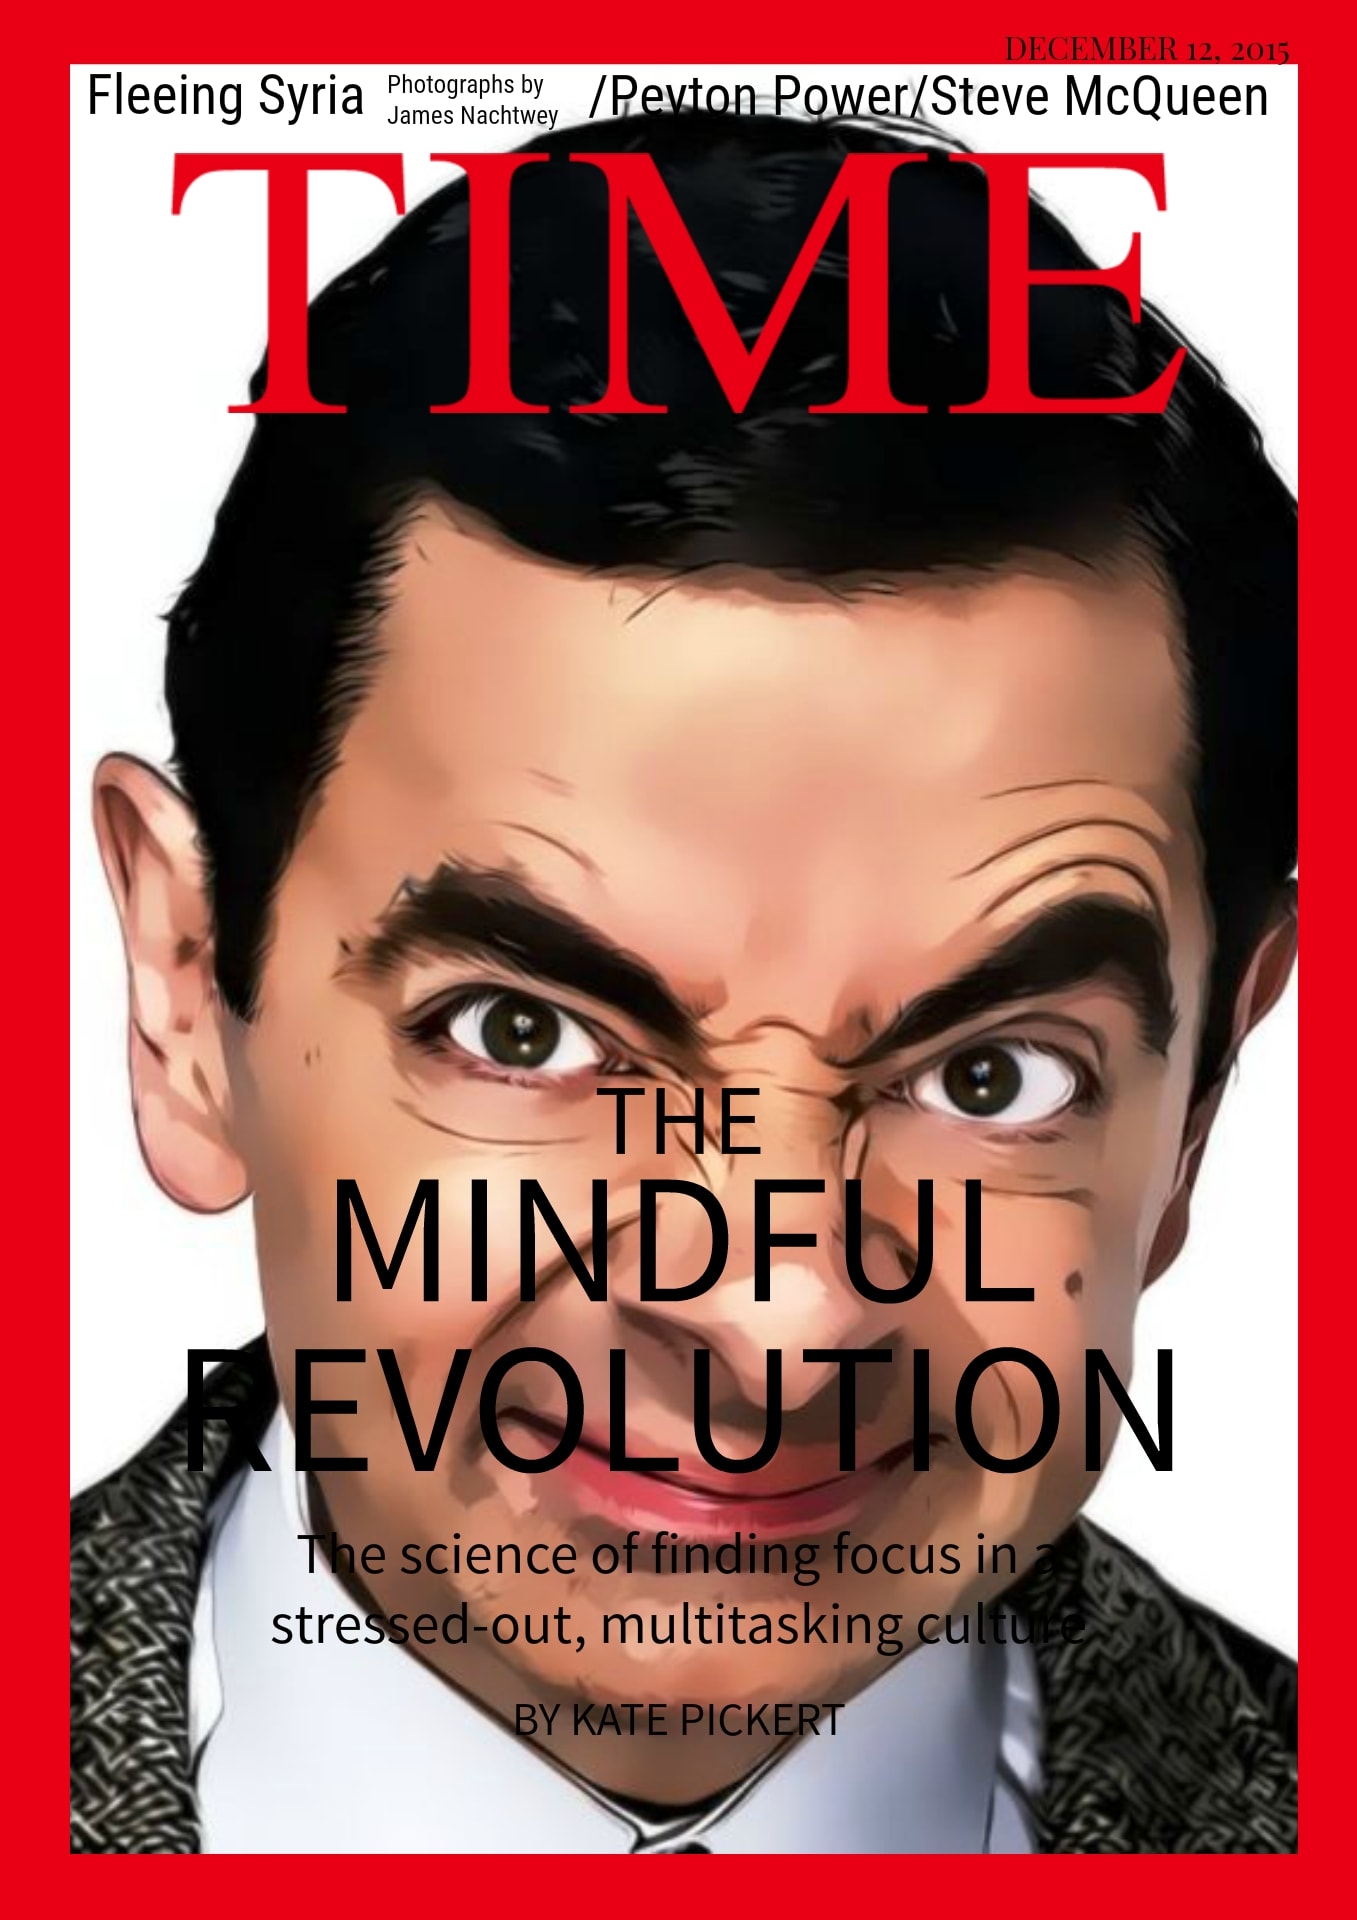 DECEMBER 12, 2015
Fleeing Syria
Photographs by
James Nachtwey
/Peyton Power/Steve McQueen
TIME
THE
MINDFUL
REVOLUTION
The science of finding focus in a
stressed-out, multitasking culture
BY KATE PICKERT